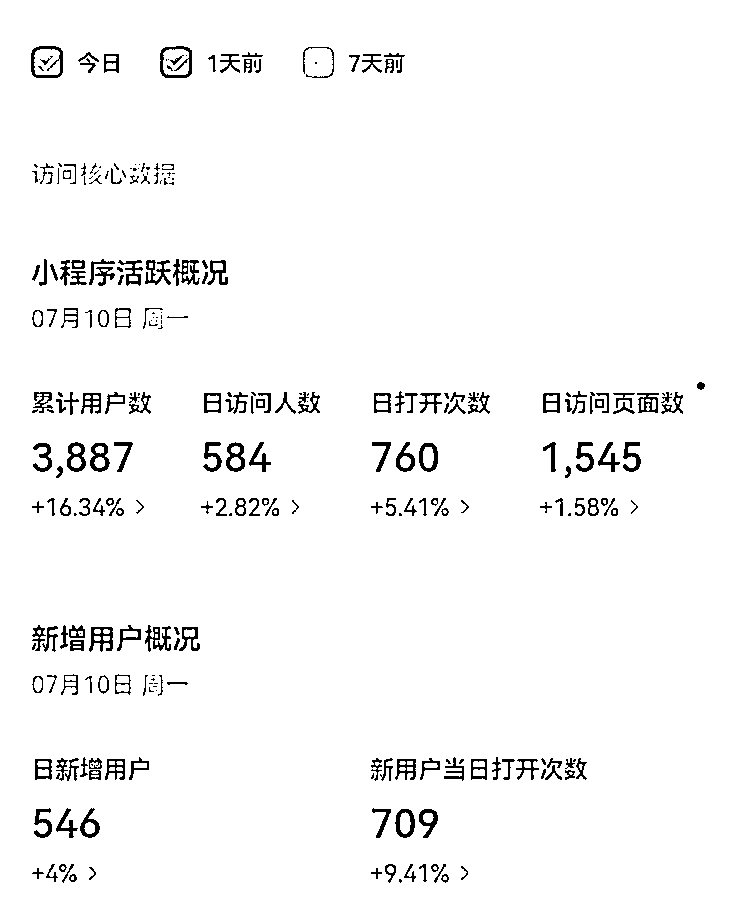 今日 1天前 7天前
访问核心数据
小程序活跃概况
07月10日 周一
累计用户数 日访问人数 日打开次数 日访问页面数
3,887 584 760 1,545
+16.34% > +2.82% > +5.41% > +1.58% >
新增用户概况
07月10日 周一
日新增用户 新用户当日打开次数
546 709
+4% > +9.41% >